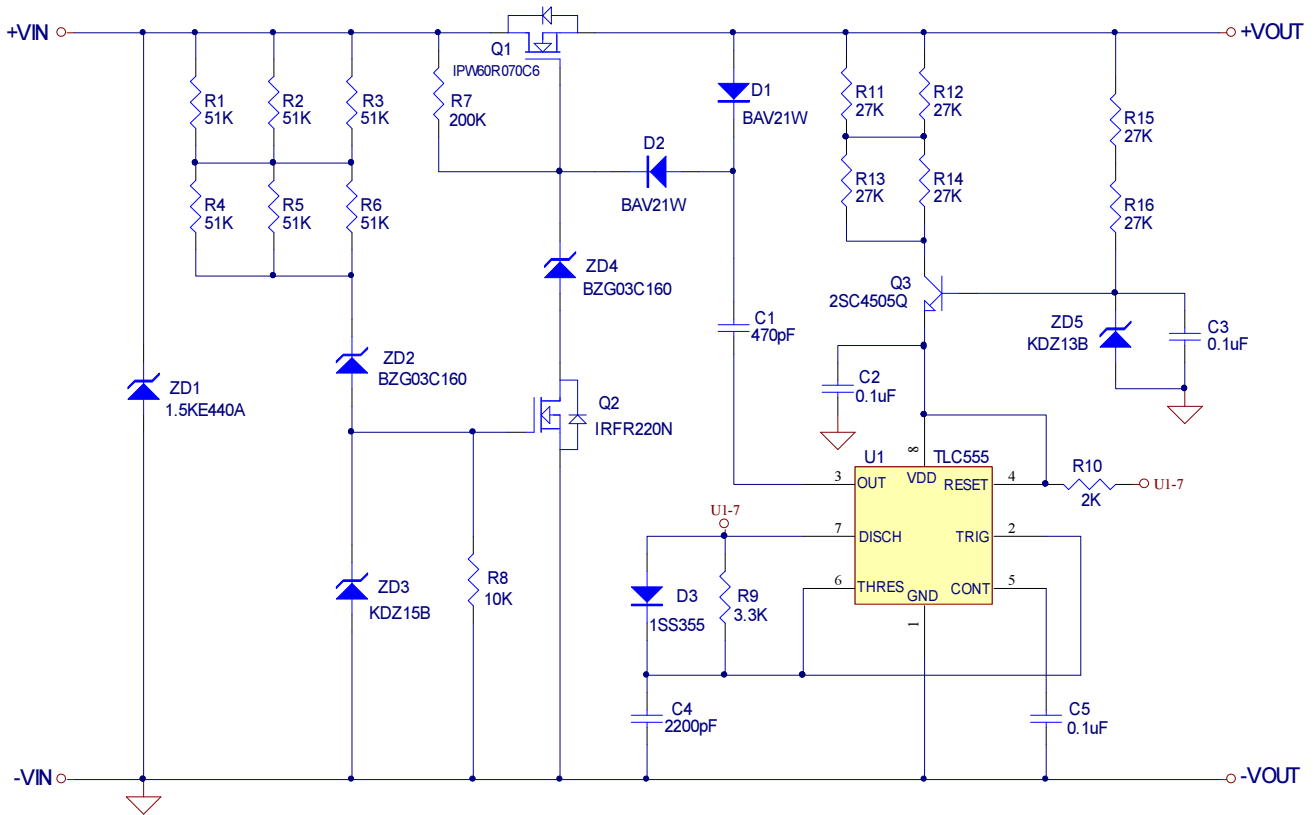 +VIN
+VOUT
Q1
IPW60R070C6
R1
51K
R2
51K
R3
51K
R7
200K
D1
BAV21W
R11
27K
R12
27K
R15
27K
D2
BAV21W
R4
51K
R5
51K
R6
51K
R13
27K
R14
27K
R16
27K
ZD4
BZG03C160
Q3
2SC4505Q
C1
470pF
ZD5
KDZ13B
C3
0.1uF
ZD2
BZG03C160
ZD1
1.5KE440A
C2
0.1uF
Q2
IRFR220N
U1
TLC555
8
VDD
3
OUT
RESET
4
R10
2K
U1-7
U1-7
7
DISCH
TRIG
2
6
THRES
GND
CONT
5
1
ZD3
KDZ15B
R8
10K
D3
1SS355
R9
3.3K
C4
2200pF
C5
0.1uF
-VIN
-VOUT